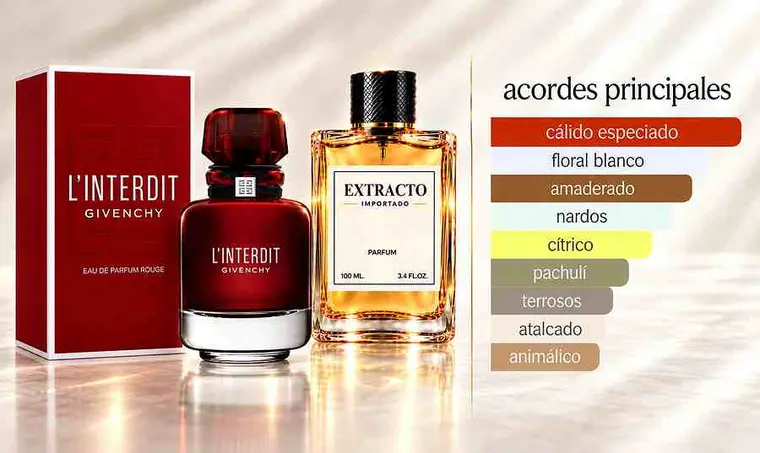 L'INTERDIT
GIVENCHY
EAU DE PARFUM ROUGE
L'INTERDIT
GIVENCHY
EXTRACTO
IMPORTADO
PARFUM
100 ML. 3.4 FL.OZ.
acordes principales
cálido especiado
floral blanco
amaderado
nardos
cítrico
pachulí
terrosos
atalcado
animálico